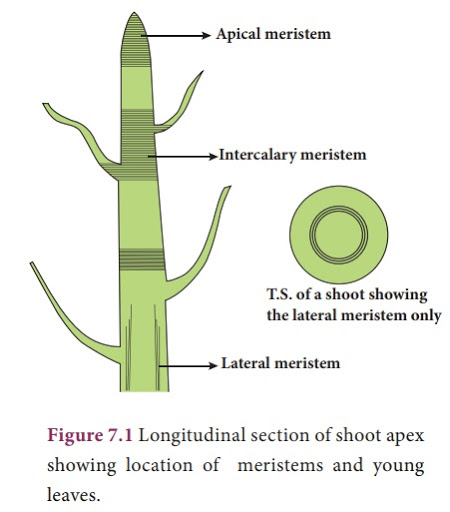 Apical meristem
Intercalary meristem
T.S. of a shoot showing
the lateral meristem only
Lateral meristem
Figure 7.1 Longitudinal section of shoot apex
showing location of meristems and young
leaves.